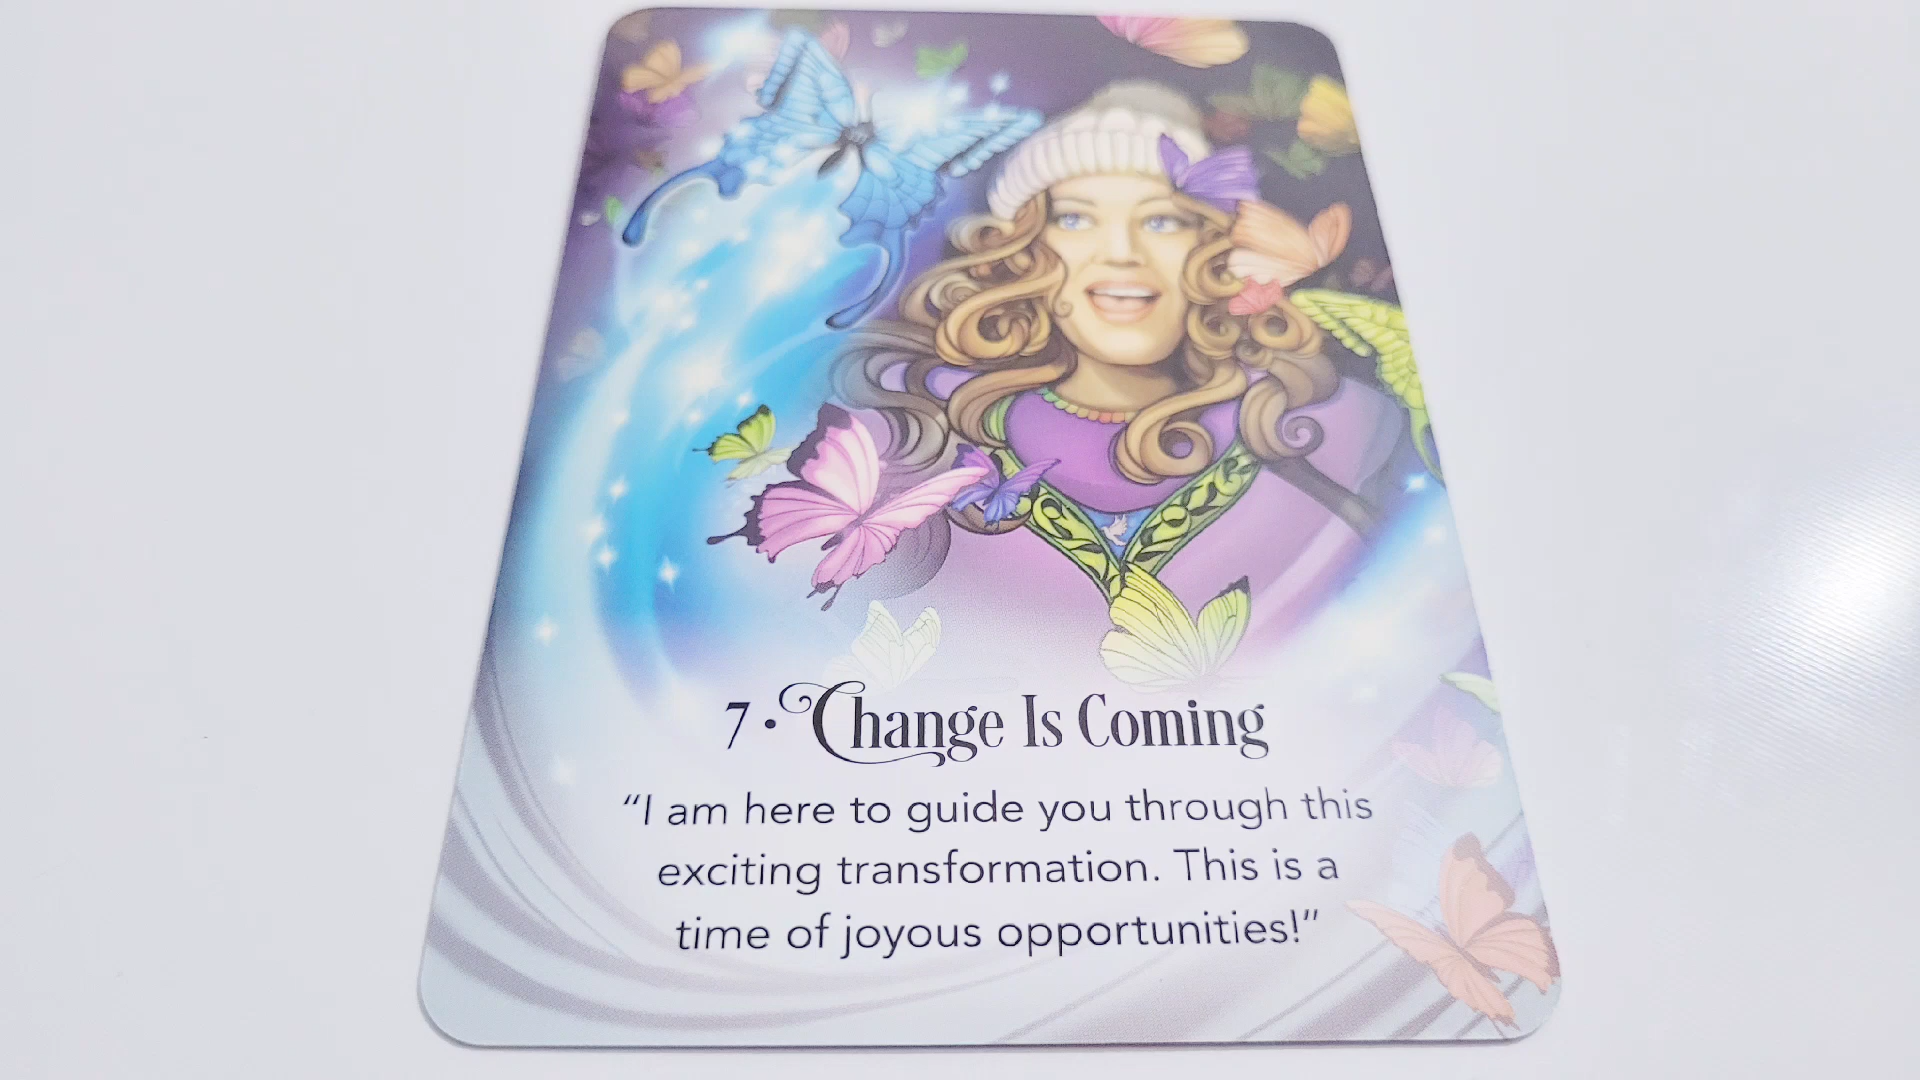 7 • Change Is Coming
“I am here to guide you through this
exciting transformation. This is a
time of joyous opportunities!”